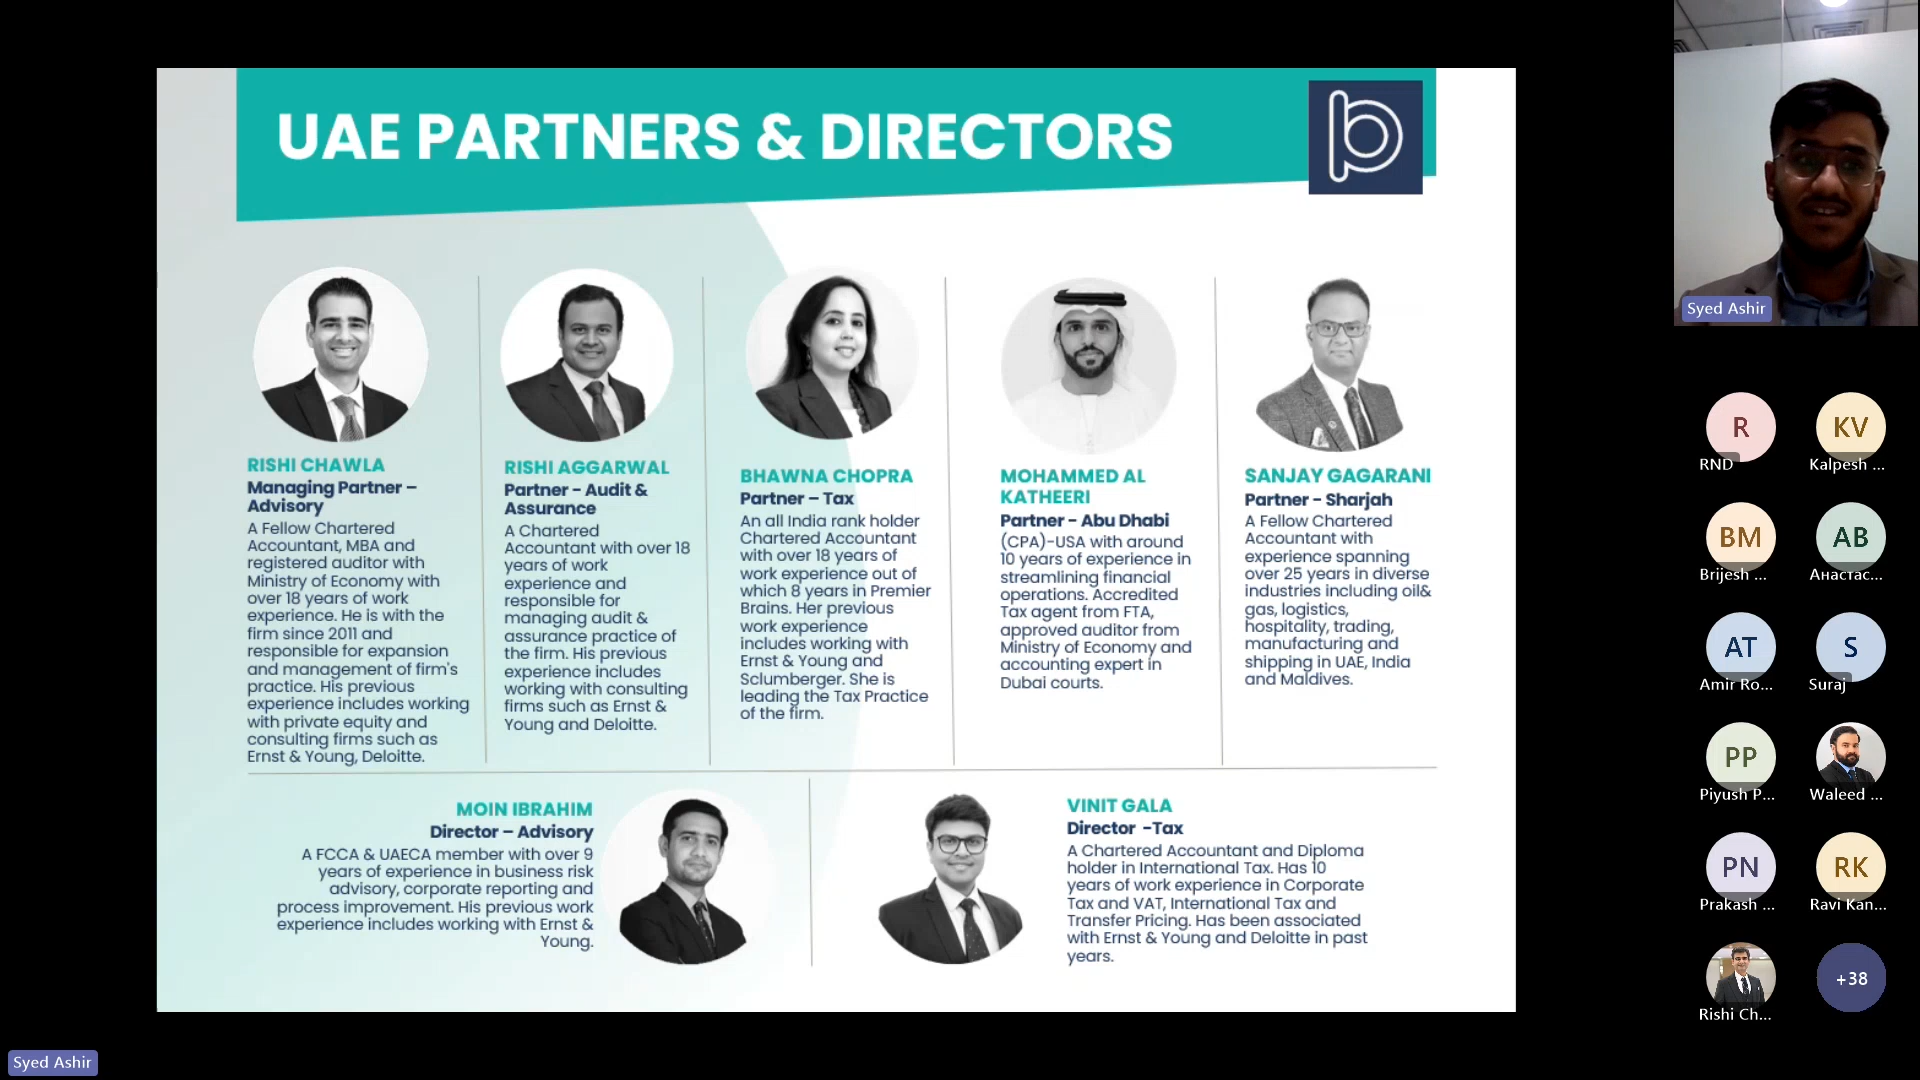 UAE PARTNERS & DIRECTORS
RISHI CHAWLA
Managing Partner –
Advisory
A Fellow Chartered
Accountant, MBA and
registered auditor with
Ministry of Economy with
over 18 years of work
experience. He is with the
firm since 2011 and
responsible for expansion
and management of firm's
practice. His previous
experience includes working
with private equity and
consulting firms such as
Ernst & Young, Deloitte.
RISHI AGGARWAL
Partner - Audit &
Assurance
A Chartered
Accountant with over 18
years of work
experience and
responsible for
managing audit &
assurance practice of
the firm. His previous
experience includes
working with consulting
firms such as Ernst &
Young and Deloitte.
BHAWNA CHOPRA
Partner – Tax
An all India rank holder
Chartered Accountant
with over 18 years of
work experience out of
which 8 years in Premier
Brains. Her previous
work experience
includes working with
Ernst & Young and
Sclumberger. She is
leading the Tax Practice
of the firm.
MOHAMMED AL
KATHEERI
Partner - Abu Dhabi
(CPA)-USA with around
10 years of experience in
streamlining financial
operations. Accredited
Tax agent from FTA,
approved auditor from
Ministry of Economy and
accounting expert in
Dubai courts.
SANJAY GAGARANI
Partner - Sharjah
A Fellow Chartered
Accountant with
experience spanning
over 25 years in diverse
industries including oil&
gas, logistics,
hospitality, trading,
manufacturing and
shipping in UAE, India
and Maldives.
MOIN IBRAHIM
Director – Advisory
A FCCA & UAECA member with over 9
years of experience in business risk
advisory, corporate reporting and
process improvement. His previous work
experience includes working with Ernst &
Young.
VINIT GALA
Director -Tax
A Chartered Accountant and Diploma
holder in International Tax. Has 10
years of work experience in Corporate
Tax and VAT, International Tax and
Transfer Pricing. Has been associated
with Ernst & Young and Deloitte in past
years.
Syed Ashir
R
RND
KV
Kalpesh ...
BM
Brijesh ...
AB
Анастас...
AT
Amir Ro...
S
Suraj
PP
Piyush P...
Waleed ...
PN
Prakash ...
RK
Ravi Kan...
Rishi Ch...
+38
Syed Ashir